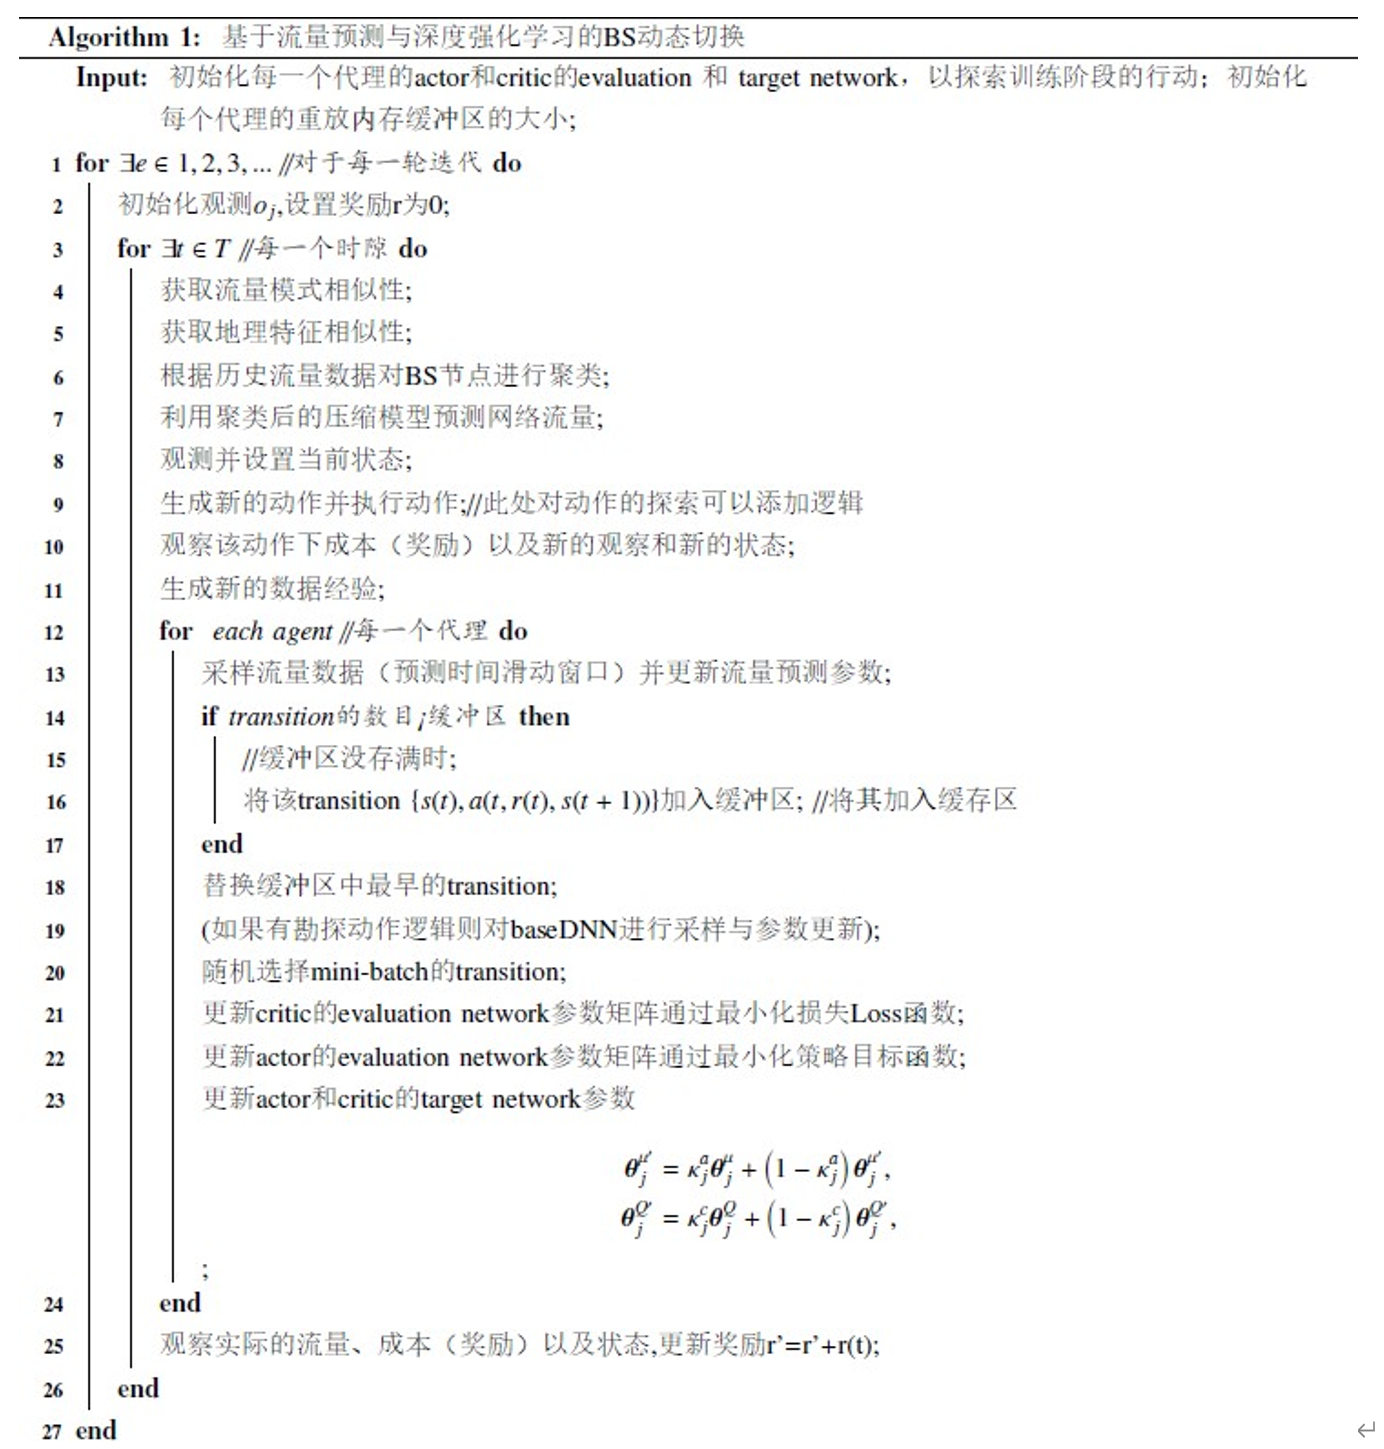 Algorithm 1: 基于流量预测与深度强化学习的BS动态切换
Input: 初始化每一个代理的actor和critic的evaluation 和 target network，以探索训练阶段的行动；初始化
每个代理的重放内存缓冲区的大小;
1 for ∃e ∈ 1, 2, 3, ... //对于每一轮迭代 do
2 初始化观测oⱼ,设置奖励r为0;
3 for ∃t ∈ T //每一个时隙 do
4 获取流量模式相似性;
5 获取地理特征相似性;
6 根据历史流量数据对BS节点进行聚类;
7 利用聚类后的压缩模型预测网络流量;
8 观测并设置当前状态;
9 生成新的动作并执行动作;//此处对动作的探索可以添加逻辑
10 观察该动作下成本（奖励）以及新的观察和新的状态;
11 生成新的数据经验;
12 for each agent //每一个代理 do
13 采样流量数据（预测时间滑动窗口）并更新流量预测参数;
14 if transition的数目¡缓冲区 then
15 //缓冲区没存满时;
16 将该transition {s(t), a(t, r(t), s(t + 1))}加入缓冲区; //将其加入缓存区
17 end
18 替换缓冲区中最早的transition;
19 (如果有勘探动作逻辑则对baseDNN进行采样与参数更新);
20 随机选择mini-batch的transition;
21 更新critic的evaluation network参数矩阵通过最小化损失Loss函数;
22 更新actor的evaluation network参数矩阵通过最小化策略目标函数;
23 更新actor和critic的target network参数
θ_j^{μ'} = κ_j^a θ_j^μ + (1 − κ_j^a) θ_j^{μ'},
θ_j^{Q'} = κ_j^c θ_j^Q + (1 − κ_j^c) θ_j^{Q'},
;
24 end
25 观察实际的流量、成本（奖励）以及状态,更新奖励r'=r'+r(t);
26 end
27 end